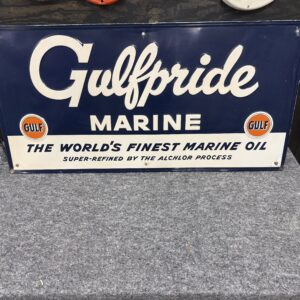 Gulfpride
MARINE
GULF GULF
THE WORLD'S FINEST MARINE OIL
SUPER-REFINED BY THE ALCHLOR PROCESS